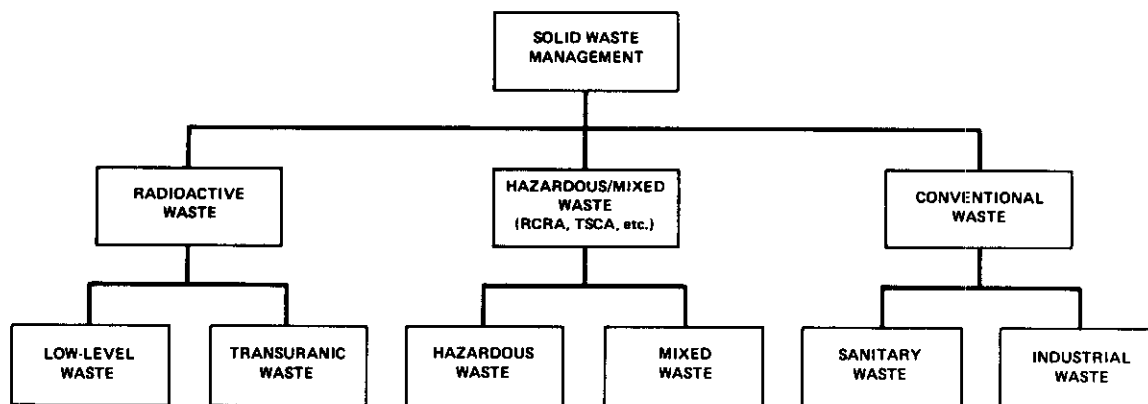 SOLID WASTE
MANAGEMENT
RADIOACTIVE
WASTE
HAZARDOUS/MIXED
WASTE
(RCRA, TSCA, etc.)
CONVENTIONAL
WASTE
LOW-LEVEL
WASTE
TRANSURANIC
WASTE
HAZARDOUS
WASTE
MIXED
WASTE
SANITARY
WASTE
INDUSTRIAL
WASTE